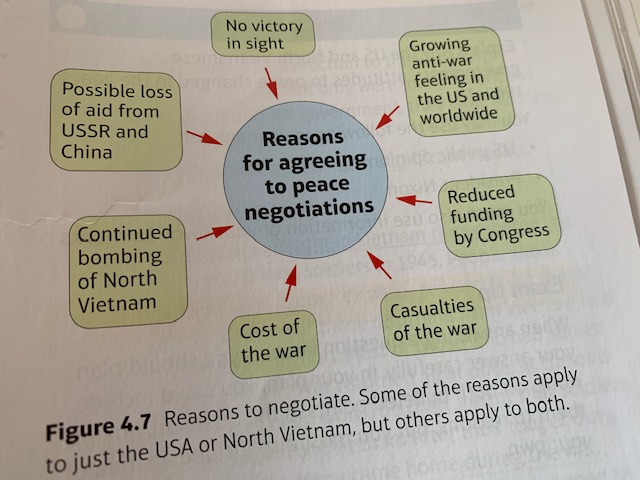 No victory
in sight
Growing
anti-war
feeling in
the US and
worldwide
Possible loss
of aid from
USSR and
China
Reasons
for agreeing
to peace
negotiations
Reduced
funding
by Congress
Continued
bombing
of North
Vietnam
Cost of
the war
Casualties
of the war
Figure 4.7 Reasons to negotiate. Some of the reasons apply
to just the USA or North Vietnam, but others apply to both.